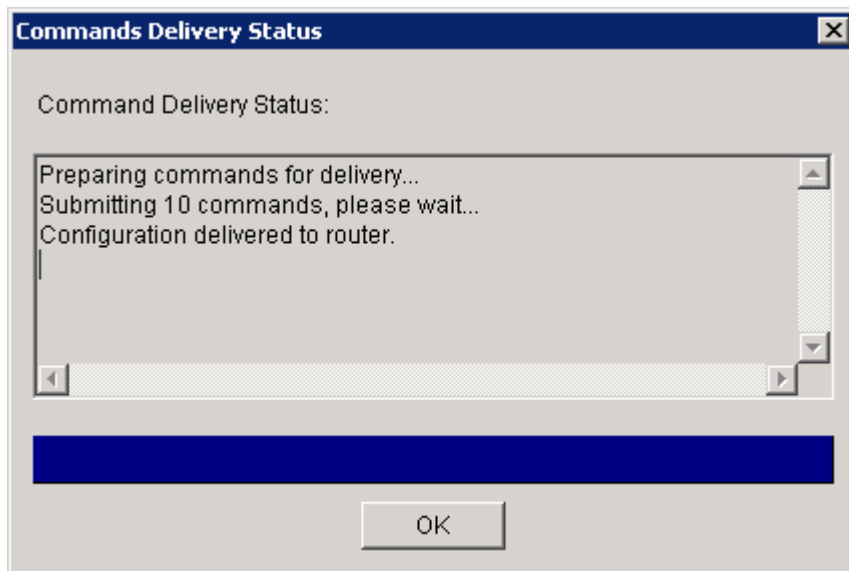 Commands Delivery Status
Command Delivery Status:
Preparing commands for delivery...
Submitting 10 commands, please wait...
Configuration delivered to router.
OK